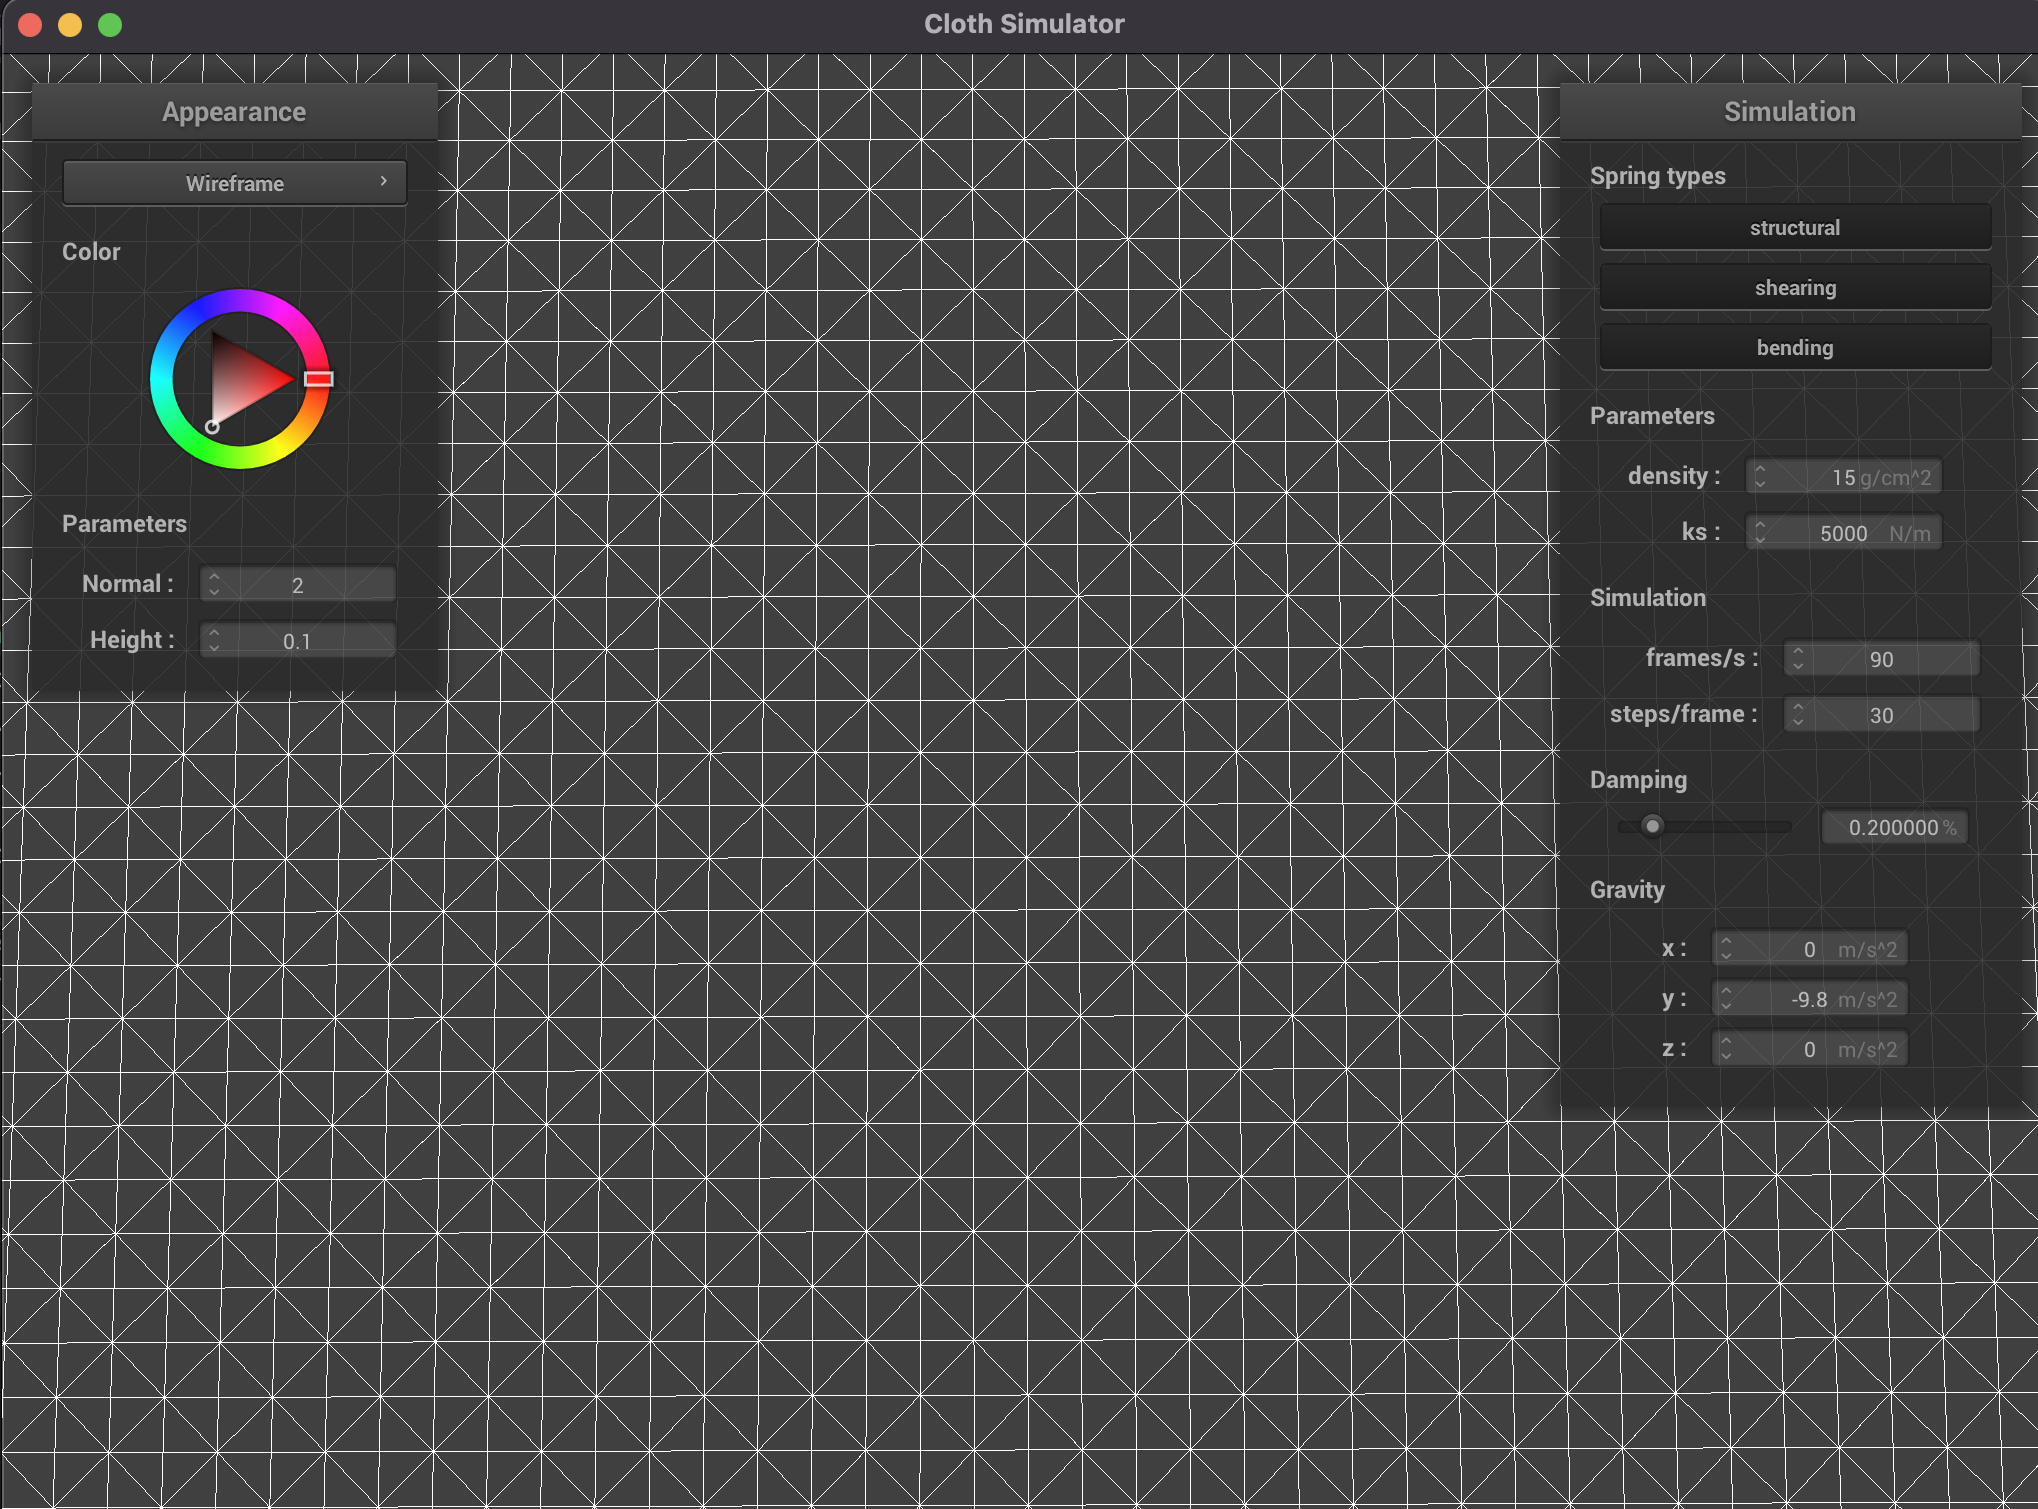 Cloth Simulator
Appearance
Wireframe
Color
Parameters
Normal : 2
Height : 0.1
Simulation
Spring types
structural
shearing
bending
Parameters
density : 15 g/cm^2
ks : 5000 N/m
Simulation
frames/s : 90
steps/frame : 30
Damping
0.200000 %
Gravity
x : 0 m/s^2
y : -9.8 m/s^2
z : 0 m/s^2